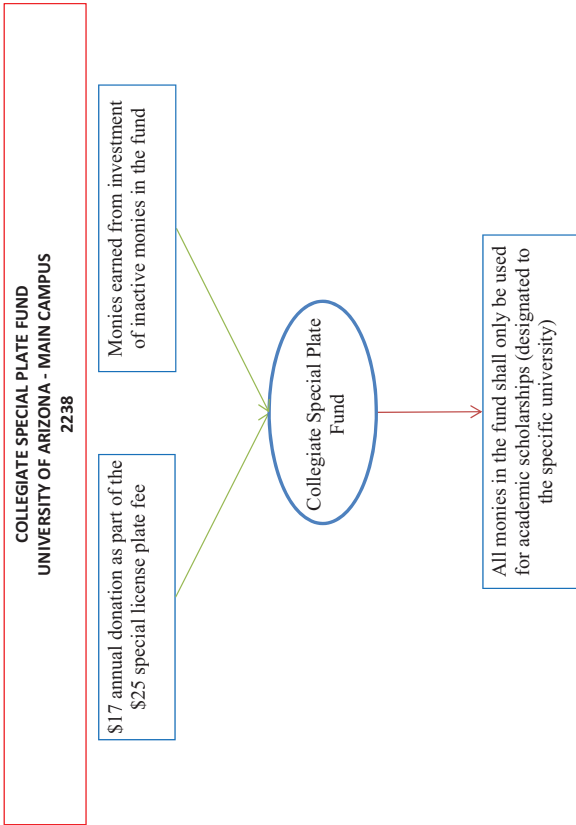 COLLEGIATE SPECIAL PLATE FUND
UNIVERSITY OF ARIZONA - MAIN CAMPUS
2238
$17 annual donation as part of the
$25 special license plate fee
Monies earned from investment
of inactive monies in the fund
Collegiate Special Plate
Fund
All monies in the fund shall only be used
for academic scholarships (designated to
the specific university)